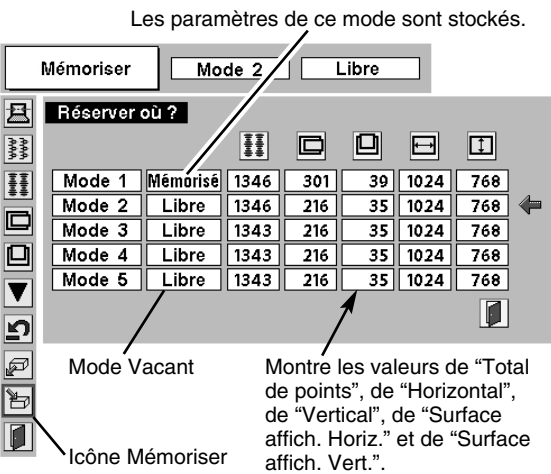 Les paramètres de ce mode sont stockés.
Mémoriser Mode 2 Libre
Réserver où ?
Mode 1 Mémorisé 1346 301 39 1024 768
Mode 2 Libre 1346 216 35 1024 768
Mode 3 Libre 1343 216 35 1024 768
Mode 4 Libre 1343 216 35 1024 768
Mode 5 Libre 1343 216 35 1024 768
Mode Vacant
Montre les valeurs de “Total
de points”, de “Horizontal”,
de “Vertical”, de “Surface
affich. Horiz.” et de “Surface
affich. Vert.”.
Icône Mémoriser